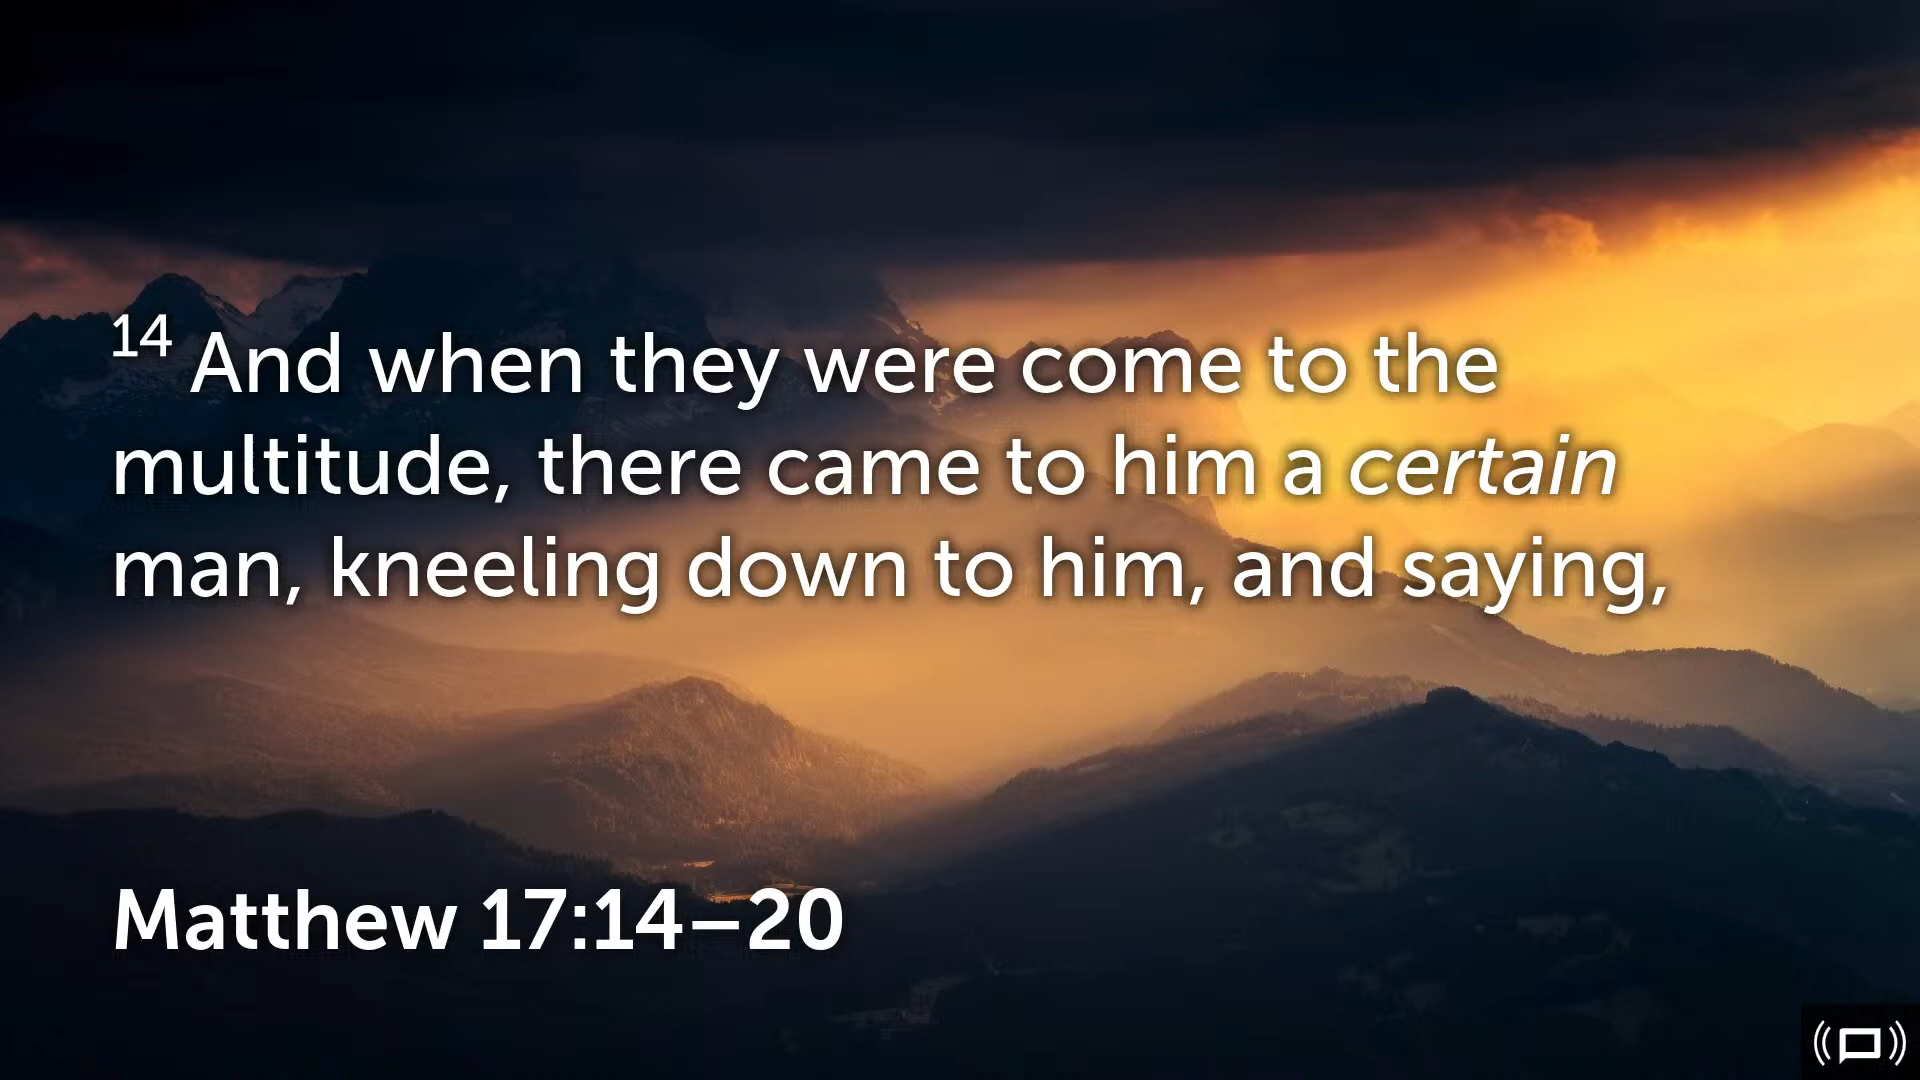 14 And when they were come to the
multitude, there came to him a certain
man, kneeling down to him, and saying,
Matthew 17:14–20